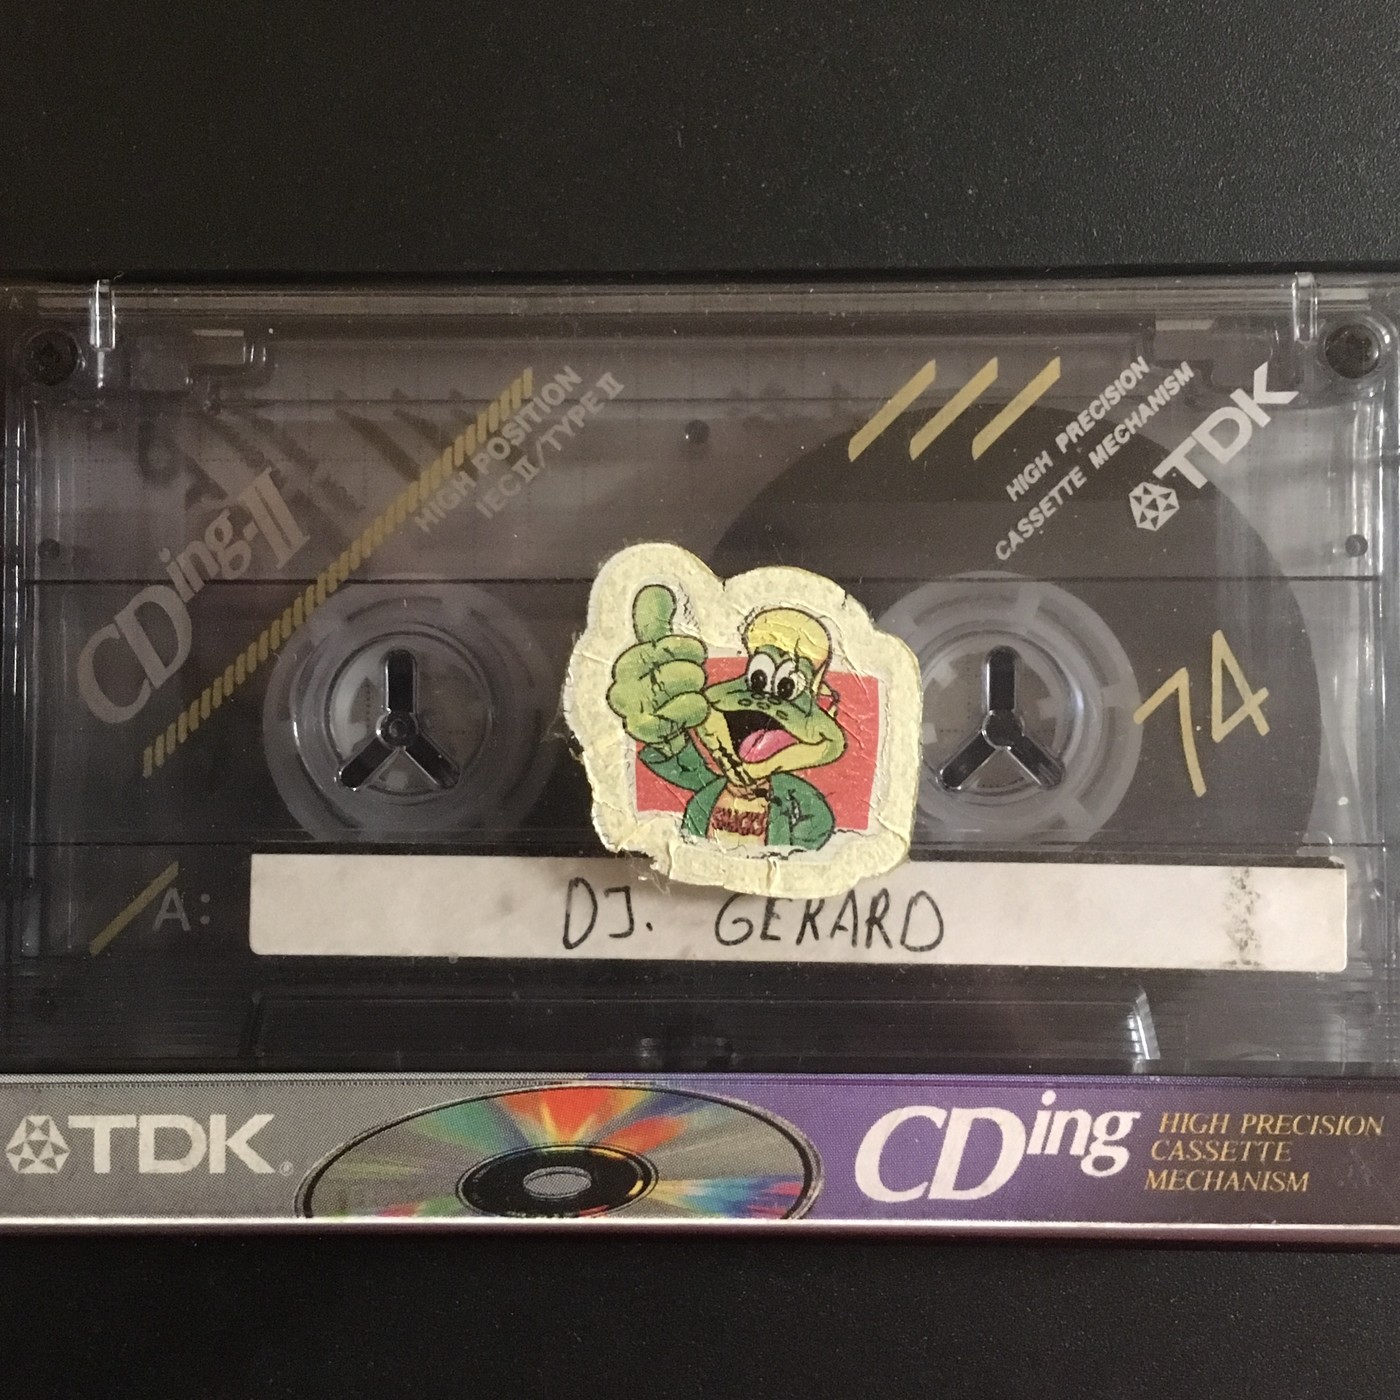 CDing-II
HIGH POSITION
IEC II/TYPE II
HIGH PRECISION
CASSETTE MECHANISM
TDK
74
A:
DJ. GERARD
TDK
CDing
HIGH PRECISION
CASSETTE
MECHANISM